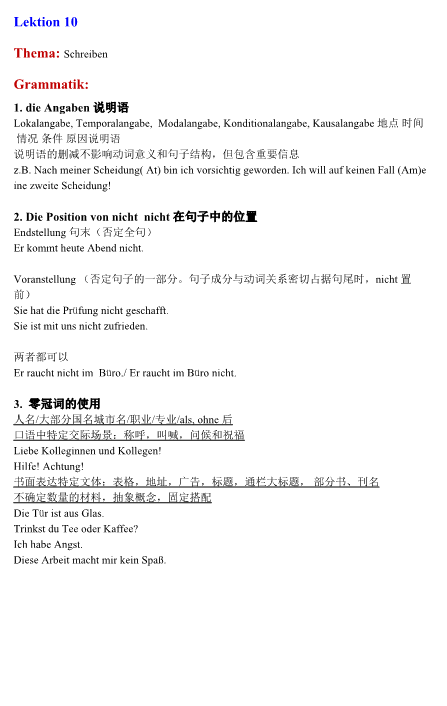 Lektion 10
Thema: Schreiben
Grammatik:
1. die Angaben 说明语
Lokalangabe, Temporalangabe,  Modalangabe, Konditionalangabe, Kausalangabe 地点 时间
情况 条件 原因说明语
说明语的删减不影响动词意义和句子结构，但包含重要信息
z.B. Nach meiner Scheidung( At) bin ich vorsichtig geworden. Ich will auf keinen Fall (Am)e
ine zweite Scheidung!
2. Die Position von nicht  nicht 在句子中的位置
Endstellung 句末（否定全句）
Er kommt heute Abend nicht.
Voranstellung （否定句子的一部分。句子成分与动词关系密切占据句尾时，nicht 置
前）
Sie hat die Prüfung nicht geschafft.
Sie ist mit uns nicht zufrieden.
两者都可以
Er raucht nicht im  Büro./ Er raucht im Büro nicht.
3.  零冠词的使用
人名/大部分国名城市名/职业/专业/als, ohne 后
口语中特定交际场景：称呼，叫喊，问候和祝福
Liebe Kolleginnen und Kollegen!
Hilfe! Achtung!
书面表达特定文体：表格，地址，广告，标题，通栏大标题， 部分书、刊名
不确定数量的材料，抽象概念，固定搭配
Die Tür ist aus Glas.
Trinkst du Tee oder Kaffee?
Ich habe Angst.
Diese Arbeit macht mir kein Spaß.